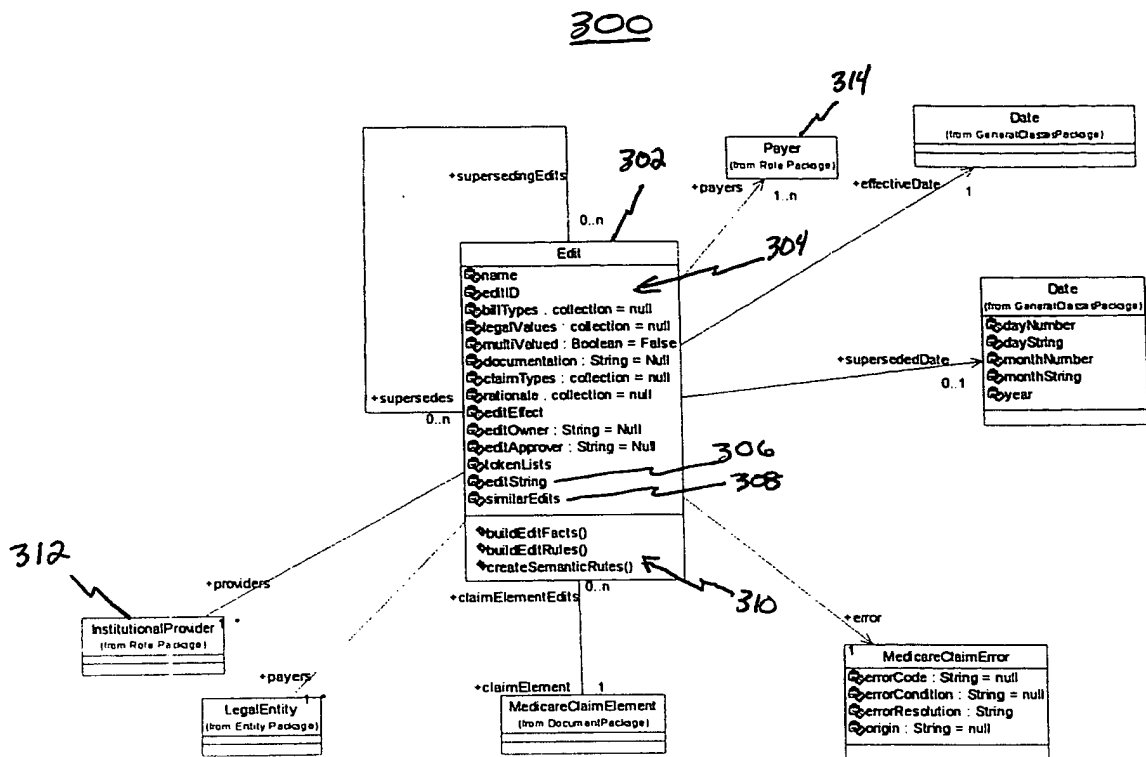 300
314
Payer
(from Role Package)
Date
(from GeneralClassesPackage)
302
+supersedingEdits
+payers
1..n
+effectiveDate
1
0..n
Edit
304
name
editID
billTypes . collection = null
legalValues : collection = null
multiValued : Boolean = False
documentation : String = Null
claimTypes : collection = null
rationale . collection = null
editEffect
editOwner : String = Null
editApprover : String = Null
tokenLists
editString
similarEdits
Date
(from GeneralClassesPackage)
dayNumber
dayString
monthNumber
monthString
year
+supersededDate
0..1
+supersedes
0..n
306
308
buildEditFacts()
buildEditRules()
createSemanticRules()
310
0..n
312
+providers
+claimElementEdits
InstitutionalProvider
(from Role Package)
1 *
+error
1
MedicareClaimError
errorCode : String = null
errorCondition : String = null
errorResolution : String
origin : String = null
+payers
1 *
LegalEntity
(from Entity Package)
+claimElement
1
MedicareClaimElement
(from DocumentPackage)